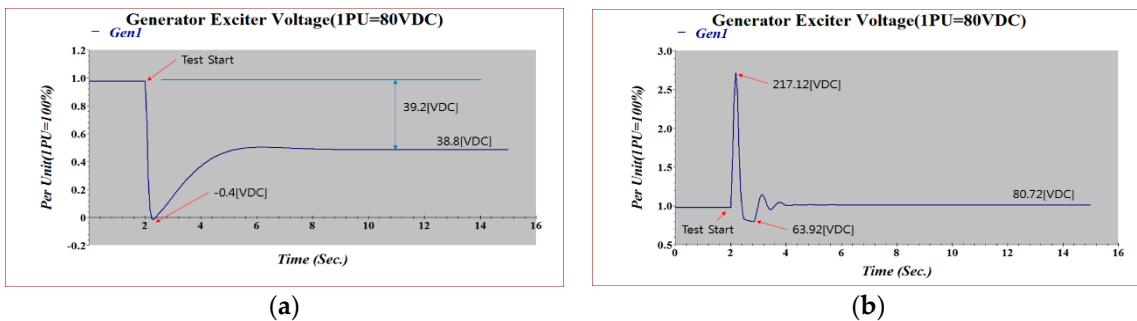 Generator Exciter Voltage(1PU=80VDC)
Gen1
Per Unit(1PU=100%)
1.2
1.0
0.8
0.6
0.4
0.2
0
-0.2
Test Start
39.2[VDC]
38.8[VDC]
-0.4[VDC]
0 2 4 6 8 10 12 14 16
Time (Sec.)
(a)
Generator Exciter Voltage(1PU=80VDC)
Gen1
Per Unit(1PU=100%)
3.0
2.5
2.0
1.5
1.0
0.5
217.12[VDC]
80.72[VDC]
Test Start
63.92[VDC]
0 2 4 6 8 10 12 14 16
Time (Sec.)
(b)